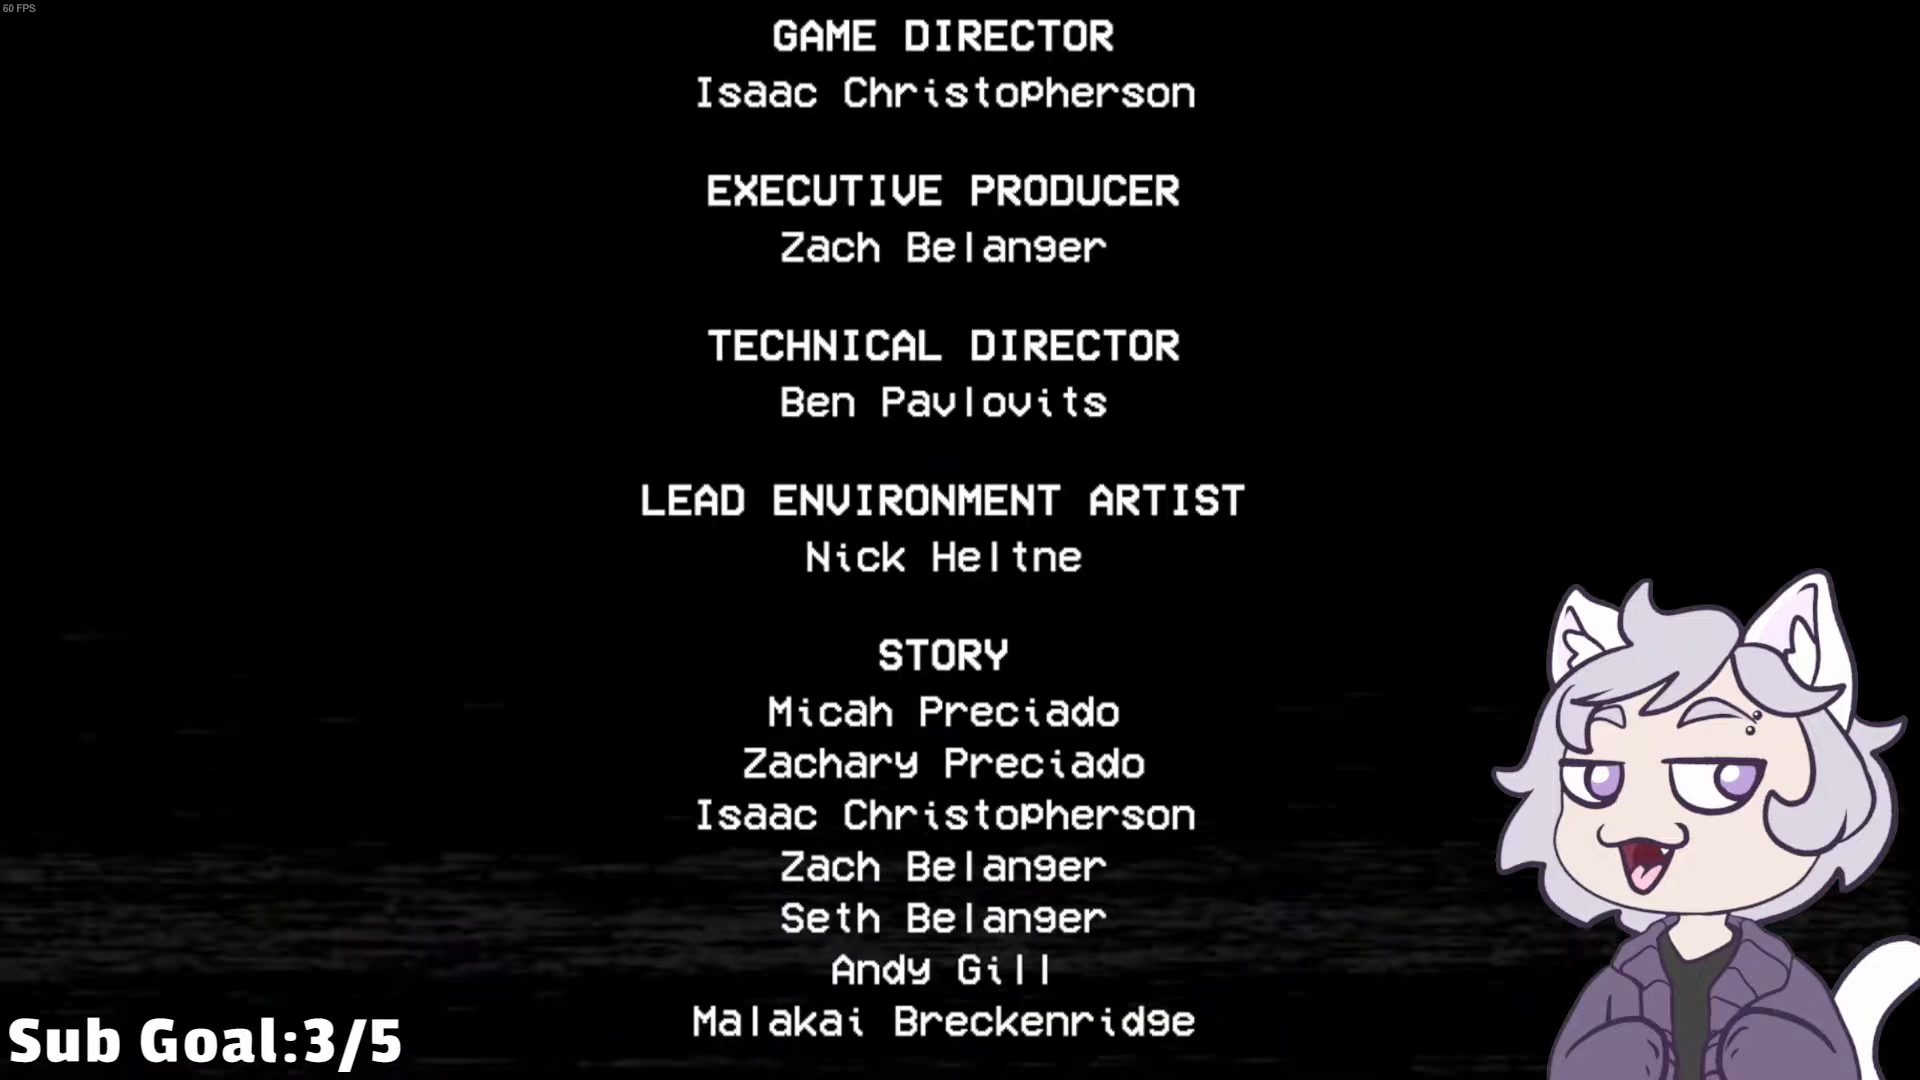 60 FPS
GAME DIRECTOR
Isaac Christopherson
EXECUTIVE PRODUCER
Zach Belanger
TECHNICAL DIRECTOR
Ben Pavlovits
LEAD ENVIRONMENT ARTIST
Nick Heltne
STORY
Micah Preciado
Zachary Preciado
Isaac Christopherson
Zach Belanger
Seth Belanger
Andy Gill
Malakai Breckenridge
Sub Goal:3/5